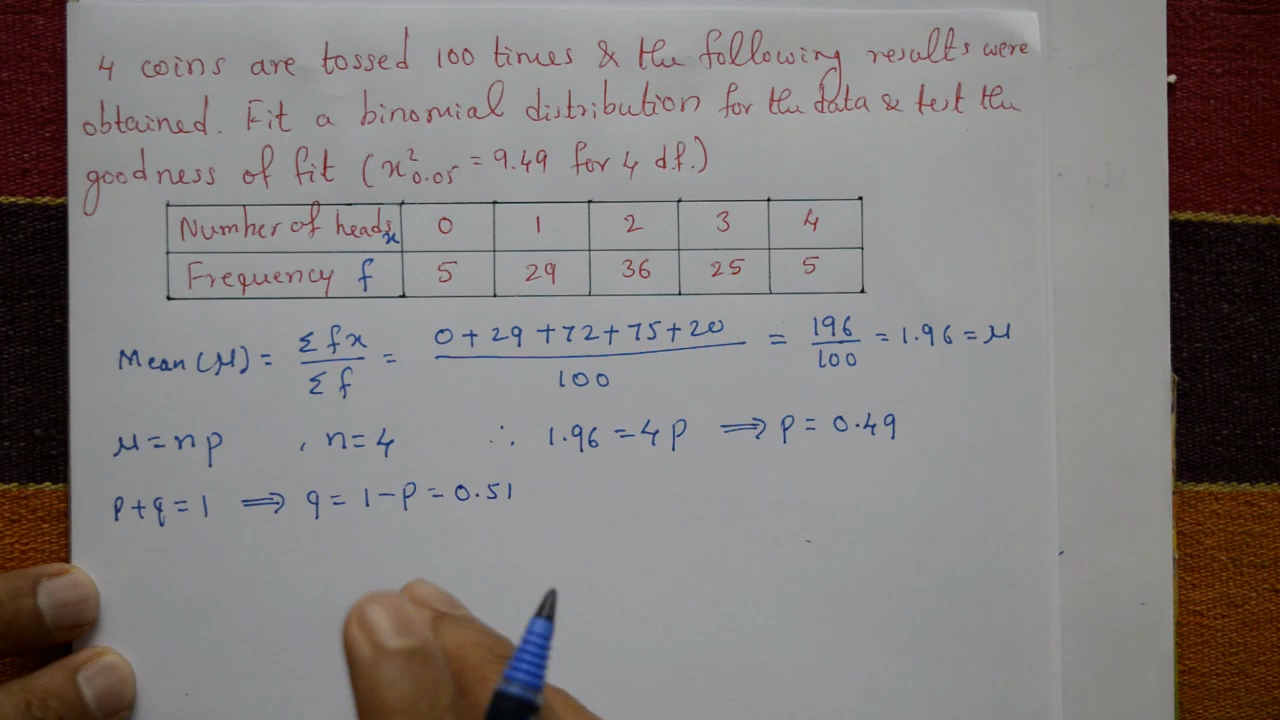 4 coins are tossed 100 times & the following results were
obtained. Fit a binomial distribution for the data & test the
goodness of fit (x²0.05 = 9.49 for 4 d.f.)
Number of heads x 0 1 2 3 4
Frequency f 5 29 36 25 5
Mean (μ) = Σfx / Σf = 0+29+72+75+20 / 100 = 196 / 100 = 1.96 = μ
μ = np , n = 4 ∴ 1.96 = 4p ⟹ p = 0.49
p+q = 1 ⟹ q = 1-p = 0.51